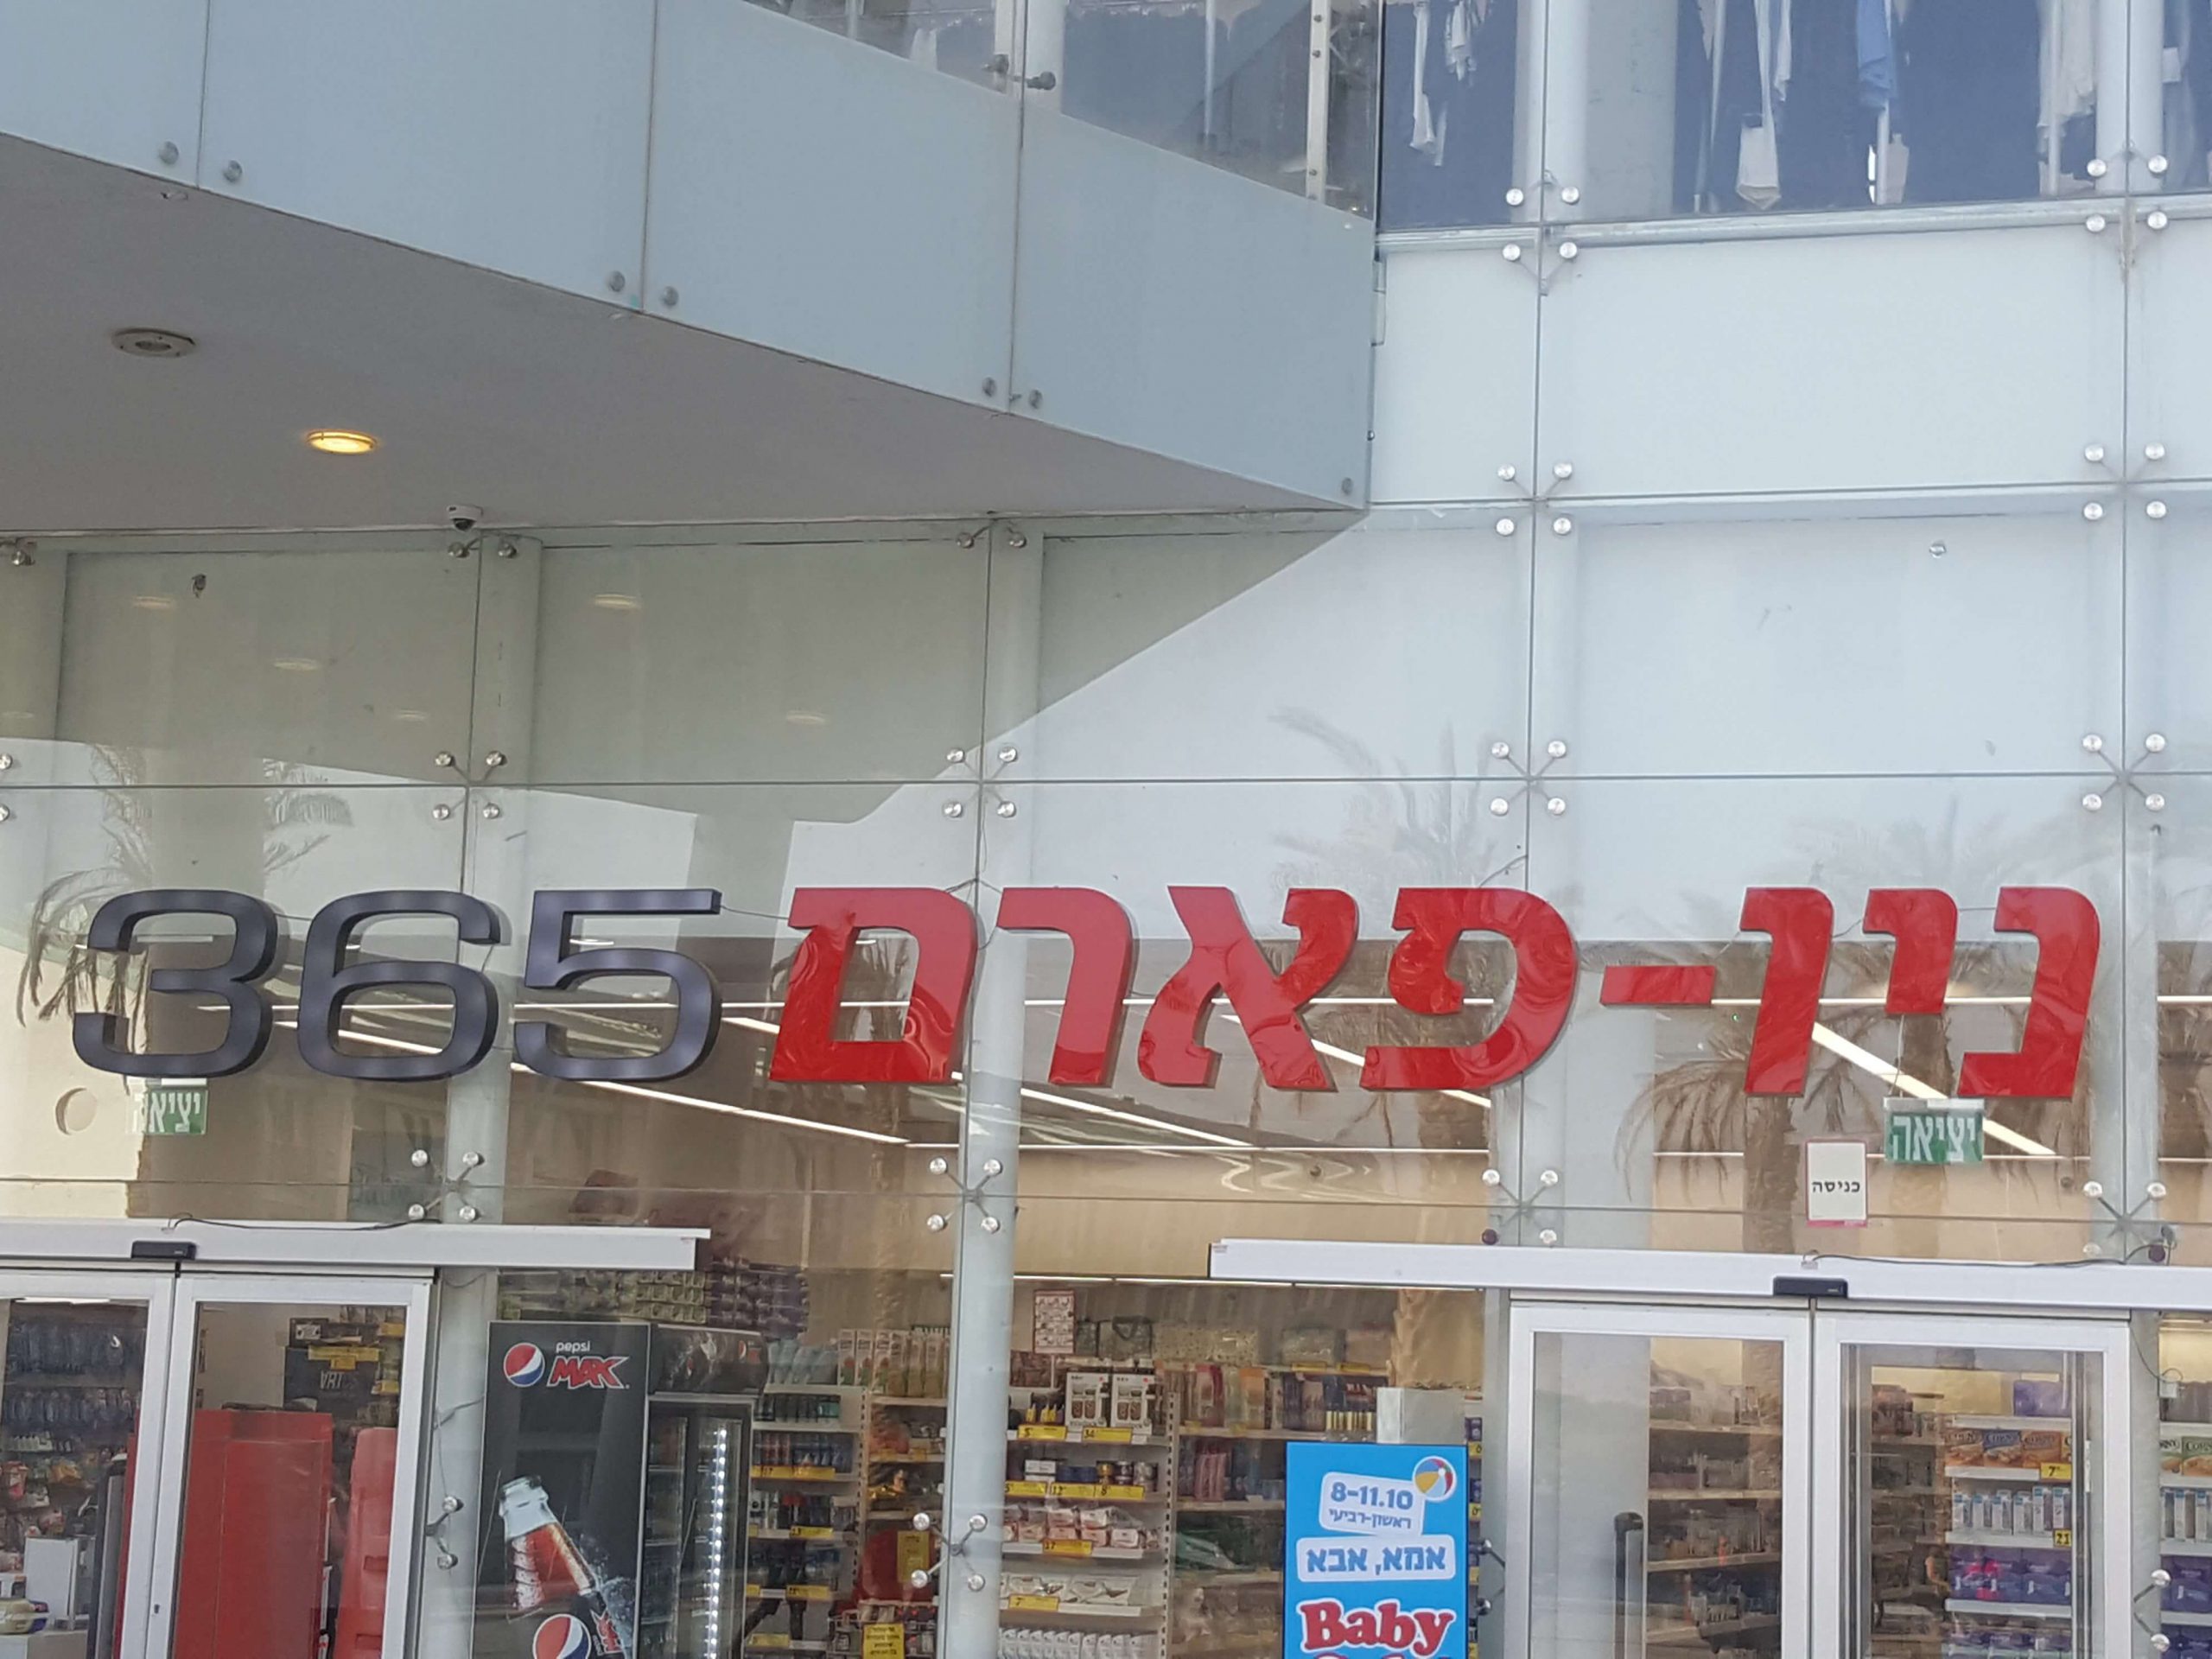 ניו-פארם 365
יציאה
יציאה
כניסה
pepsi
MAX
8-11.10
ראשון-רביעי
אמא, אבא
Baby